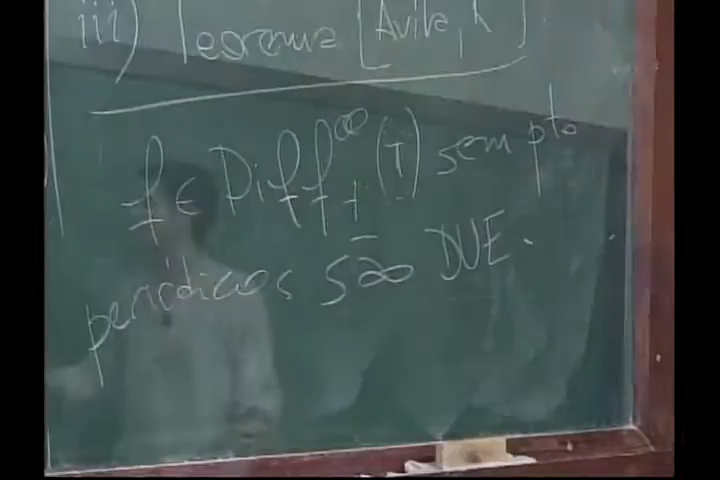 iii) Teorema [Avila, K]
f ∈ Diff₊^∞(T) sem pto
periódicos são DUE.